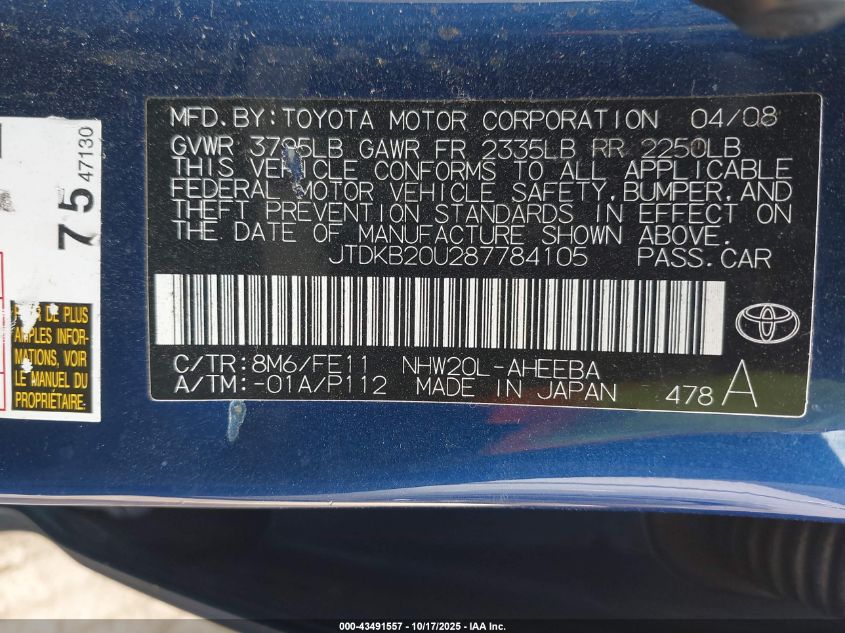 MFD.BY:TOYOTA MOTOR CORPORATION 04/08
GVWR 3795LB GAWR FR 2335LB RR 2250LB
THIS VEHICLE CONFORMS TO ALL APPLICABLE
FEDERAL MOTOR VEHICLE SAFETY,BUMPER,AND
THEFT PREVENTION STANDARDS IN EFFECT ON
THE DATE OF MANUFACTURE SHOWN ABOVE.
JTDKB20U287784105 PASS.CAR
C/TR:8M6/FE11 NHW20L-AHEEBA
A/TM:-01A/P112 MADE IN JAPAN 478 A
75 47130
DE PLUS
AMPLES INFOR-
MATIONS, VOIR
LE MANUEL DU
PROPRIÉTAIRE.
000-43491557 - 10/17/2025 - IAA Inc.